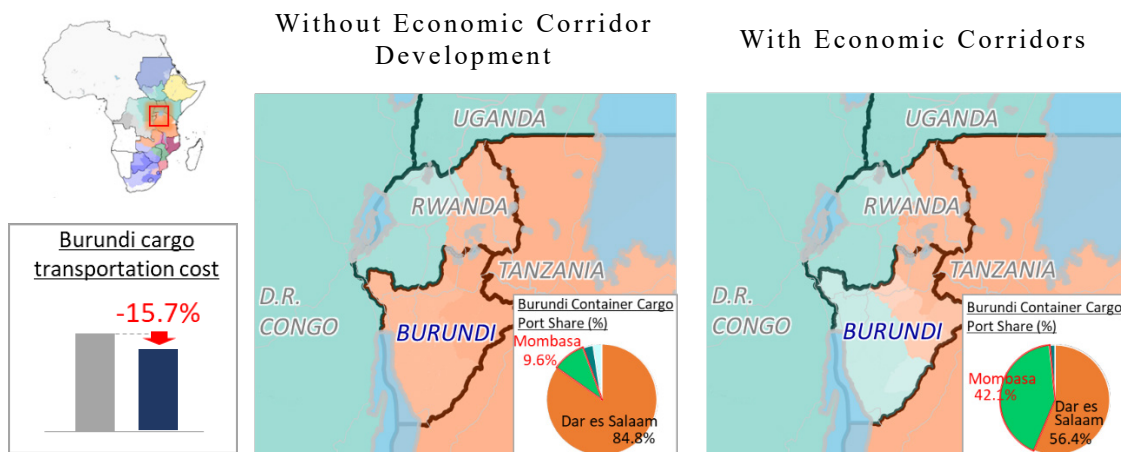 Without Economic Corridor
Development
With Economic Corridors
Burundi cargo
transportation cost
-15.7%
UGANDA
RWANDA
TANZANIA
D.R.
CONGO
BURUNDI
Burundi Container Cargo
Port Share (%)
Mombasa
9.6%
Dar es Salaam
84.8%
UGANDA
RWANDA
TANZANIA
D.R.
CONGO
BURUNDI
Burundi Container Cargo
Port Share (%)
Mombasa
42.1%
Dar es
Salaam
56.4%